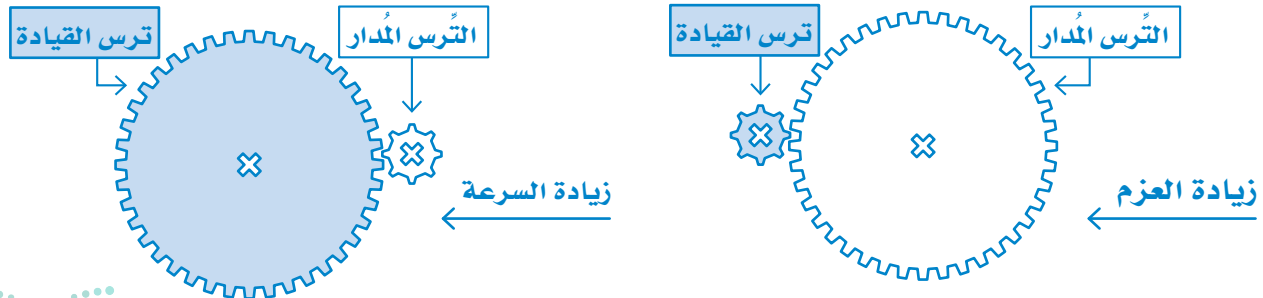 ترس القيادة
التِّرس المُدار
زيادة العزم
ترس القيادة
التِّرس المُدار
زيادة السرعة